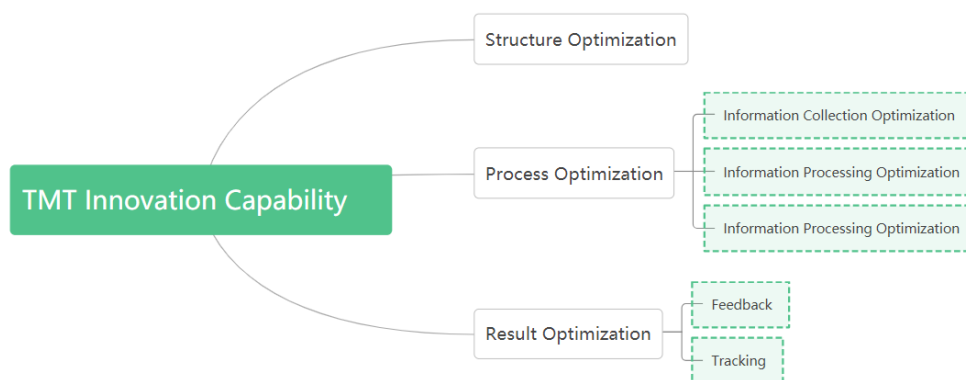 Structure Optimization
Information Collection Optimization
TMT Innovation Capability
Process Optimization
Information Processing Optimization
Information Processing Optimization
Result Optimization
Feedback
Tracking